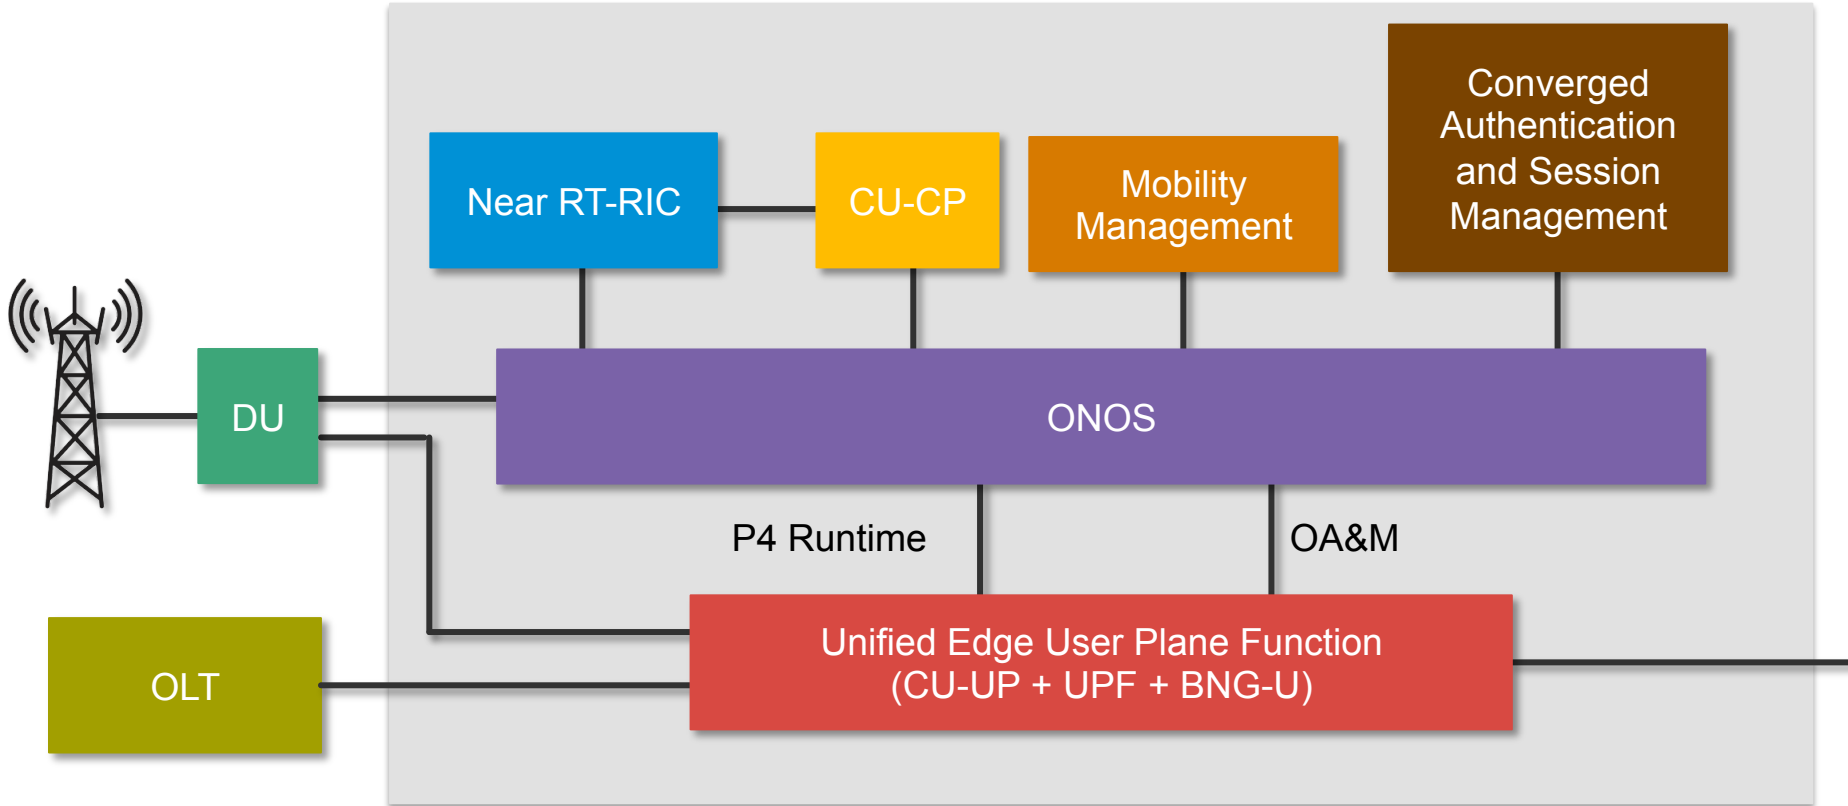 Converged
Authentication
and Session
Management
Near RT-RIC
CU-CP
Mobility
Management
DU
ONOS
P4 Runtime
OA&M
Unified Edge User Plane Function
(CU-UP + UPF + BNG-U)
OLT